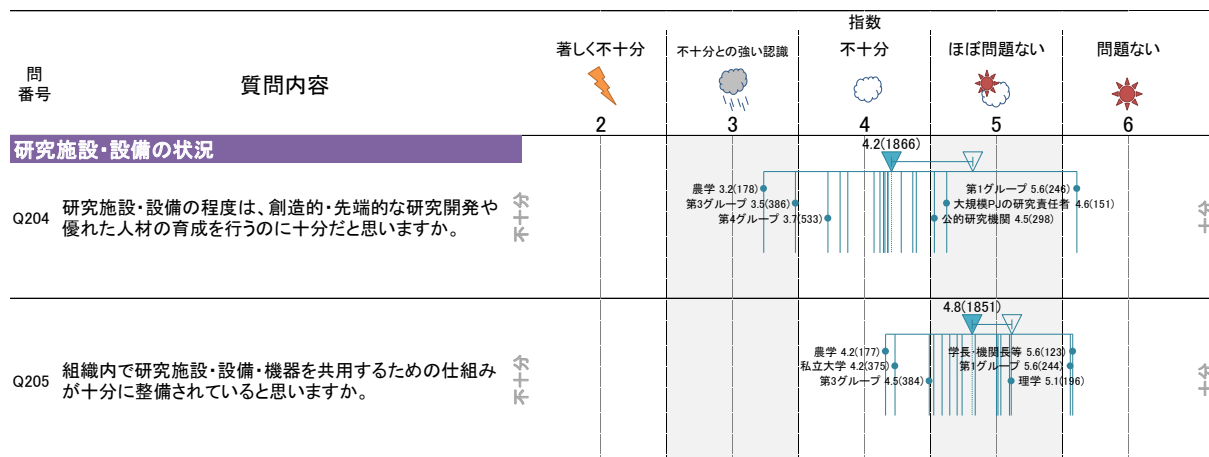 指数
著しく不十分
不十分との強い認識
不十分
ほぼ問題ない
問題ない
問
番号
質問内容
2
3
4
5
6
研究施設・設備の状況
4.2(1866)
Q204
研究施設・設備の程度は、創造的・先端的な研究開発や
優れた人材の育成を行うのに十分だと思いますか。
不十分
農学 3.2(178)
第3グループ 3.5(386)
第4グループ 3.7(533)
第1グループ 5.6(246)
大規模PJの研究責任者 4.6(151)
公的研究機関 4.5(298)
十分
4.8(1851)
Q205
組織内で研究施設・設備・機器を共用するための仕組み
が十分に整備されていると思いますか。
不十分
農学 4.2(177)
私立大学 4.2(375)
第3グループ 4.5(384)
学長・機関長等 5.6(123)
第1グループ 5.6(244)
理学 5.1(196)
十分